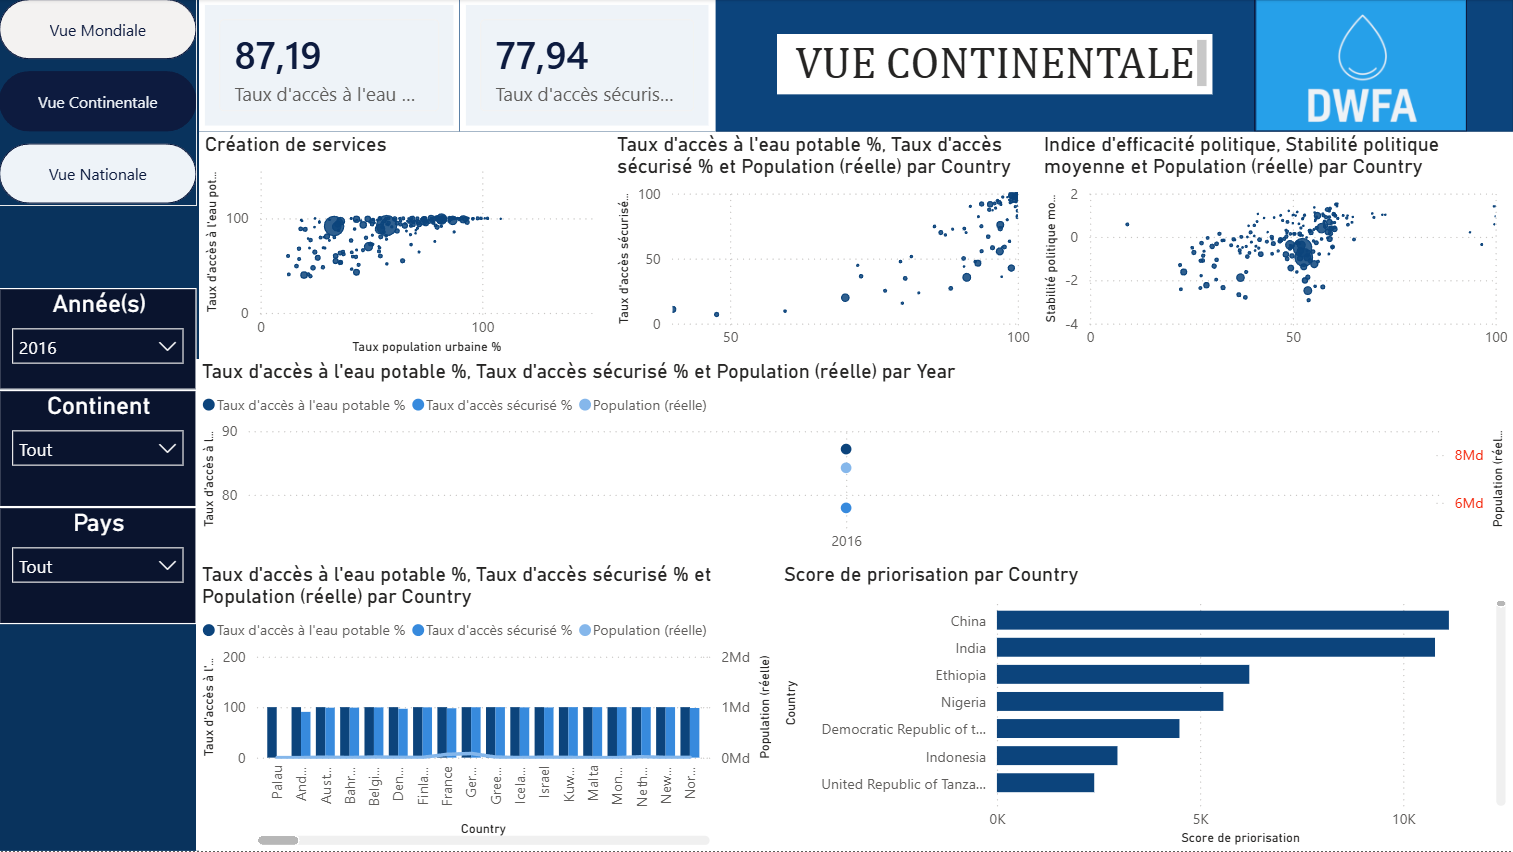 Vue Mondiale
Vue Continentale
Vue Nationale
Année(s)
2016
Continent
Tout
Pays
Tout
87,19
Taux d'accès à l'eau ...
77,94
Taux d'accès sécuris...
VUE CONTINENTALE
DWFA
Création de services
Taux d'accès à l'eau pot...
100
0
0
100
Taux population urbaine %
Taux d'accès à l'eau potable %, Taux d'accès
sécurisé % et Population (réelle) par Country
Taux d'accès sécurisé...
100
50
0
50
100
Indice d'efficacité politique, Stabilité politique
moyenne et Population (réelle) par Country
Stabilité politique mo...
2
0
-2
-4
0
50
100
Taux d'accès à l'eau potable %, Taux d'accès sécurisé % et Population (réelle) par Year
Taux d'accès à l'eau potable %
Taux d'accès sécurisé %
Population (réelle)
Taux d'accès à l...
90
80
2016
8Md
6Md
Population (réel...
Taux d'accès à l'eau potable %, Taux d'accès sécurisé % et
Population (réelle) par Country
Taux d'accès à l'eau potable %
Taux d'accès sécurisé %
Population (réelle)
Taux d'accès à l'...
200
100
0
2Md
1Md
0Md
Population (réelle)
Palau
And...
Aust...
Bahr...
Belgi...
Den...
Finla...
France
Ger...
Gree...
Icela...
Israel
Kuw...
Malta
Mon...
Neth...
New...
Nor...
Country
Score de priorisation par Country
Country
China
India
Ethiopia
Nigeria
Democratic Republic of t...
Indonesia
United Republic of Tanza...
0K
5K
10K
Score de priorisation